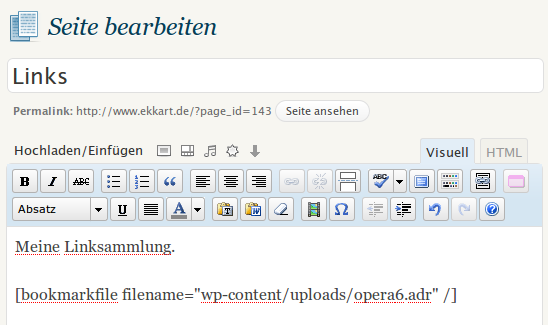 Seite bearbeiten
Links
Permalink: http://www.ekkart.de/?page_id=143 Seite ansehen
Hochladen/Einfügen Visuell HTML
B I ABC ABC
Absatz U A T W Ω ?
Meine Linksammlung.
[bookmarkfile filename="wp-content/uploads/opera6.adr" /]